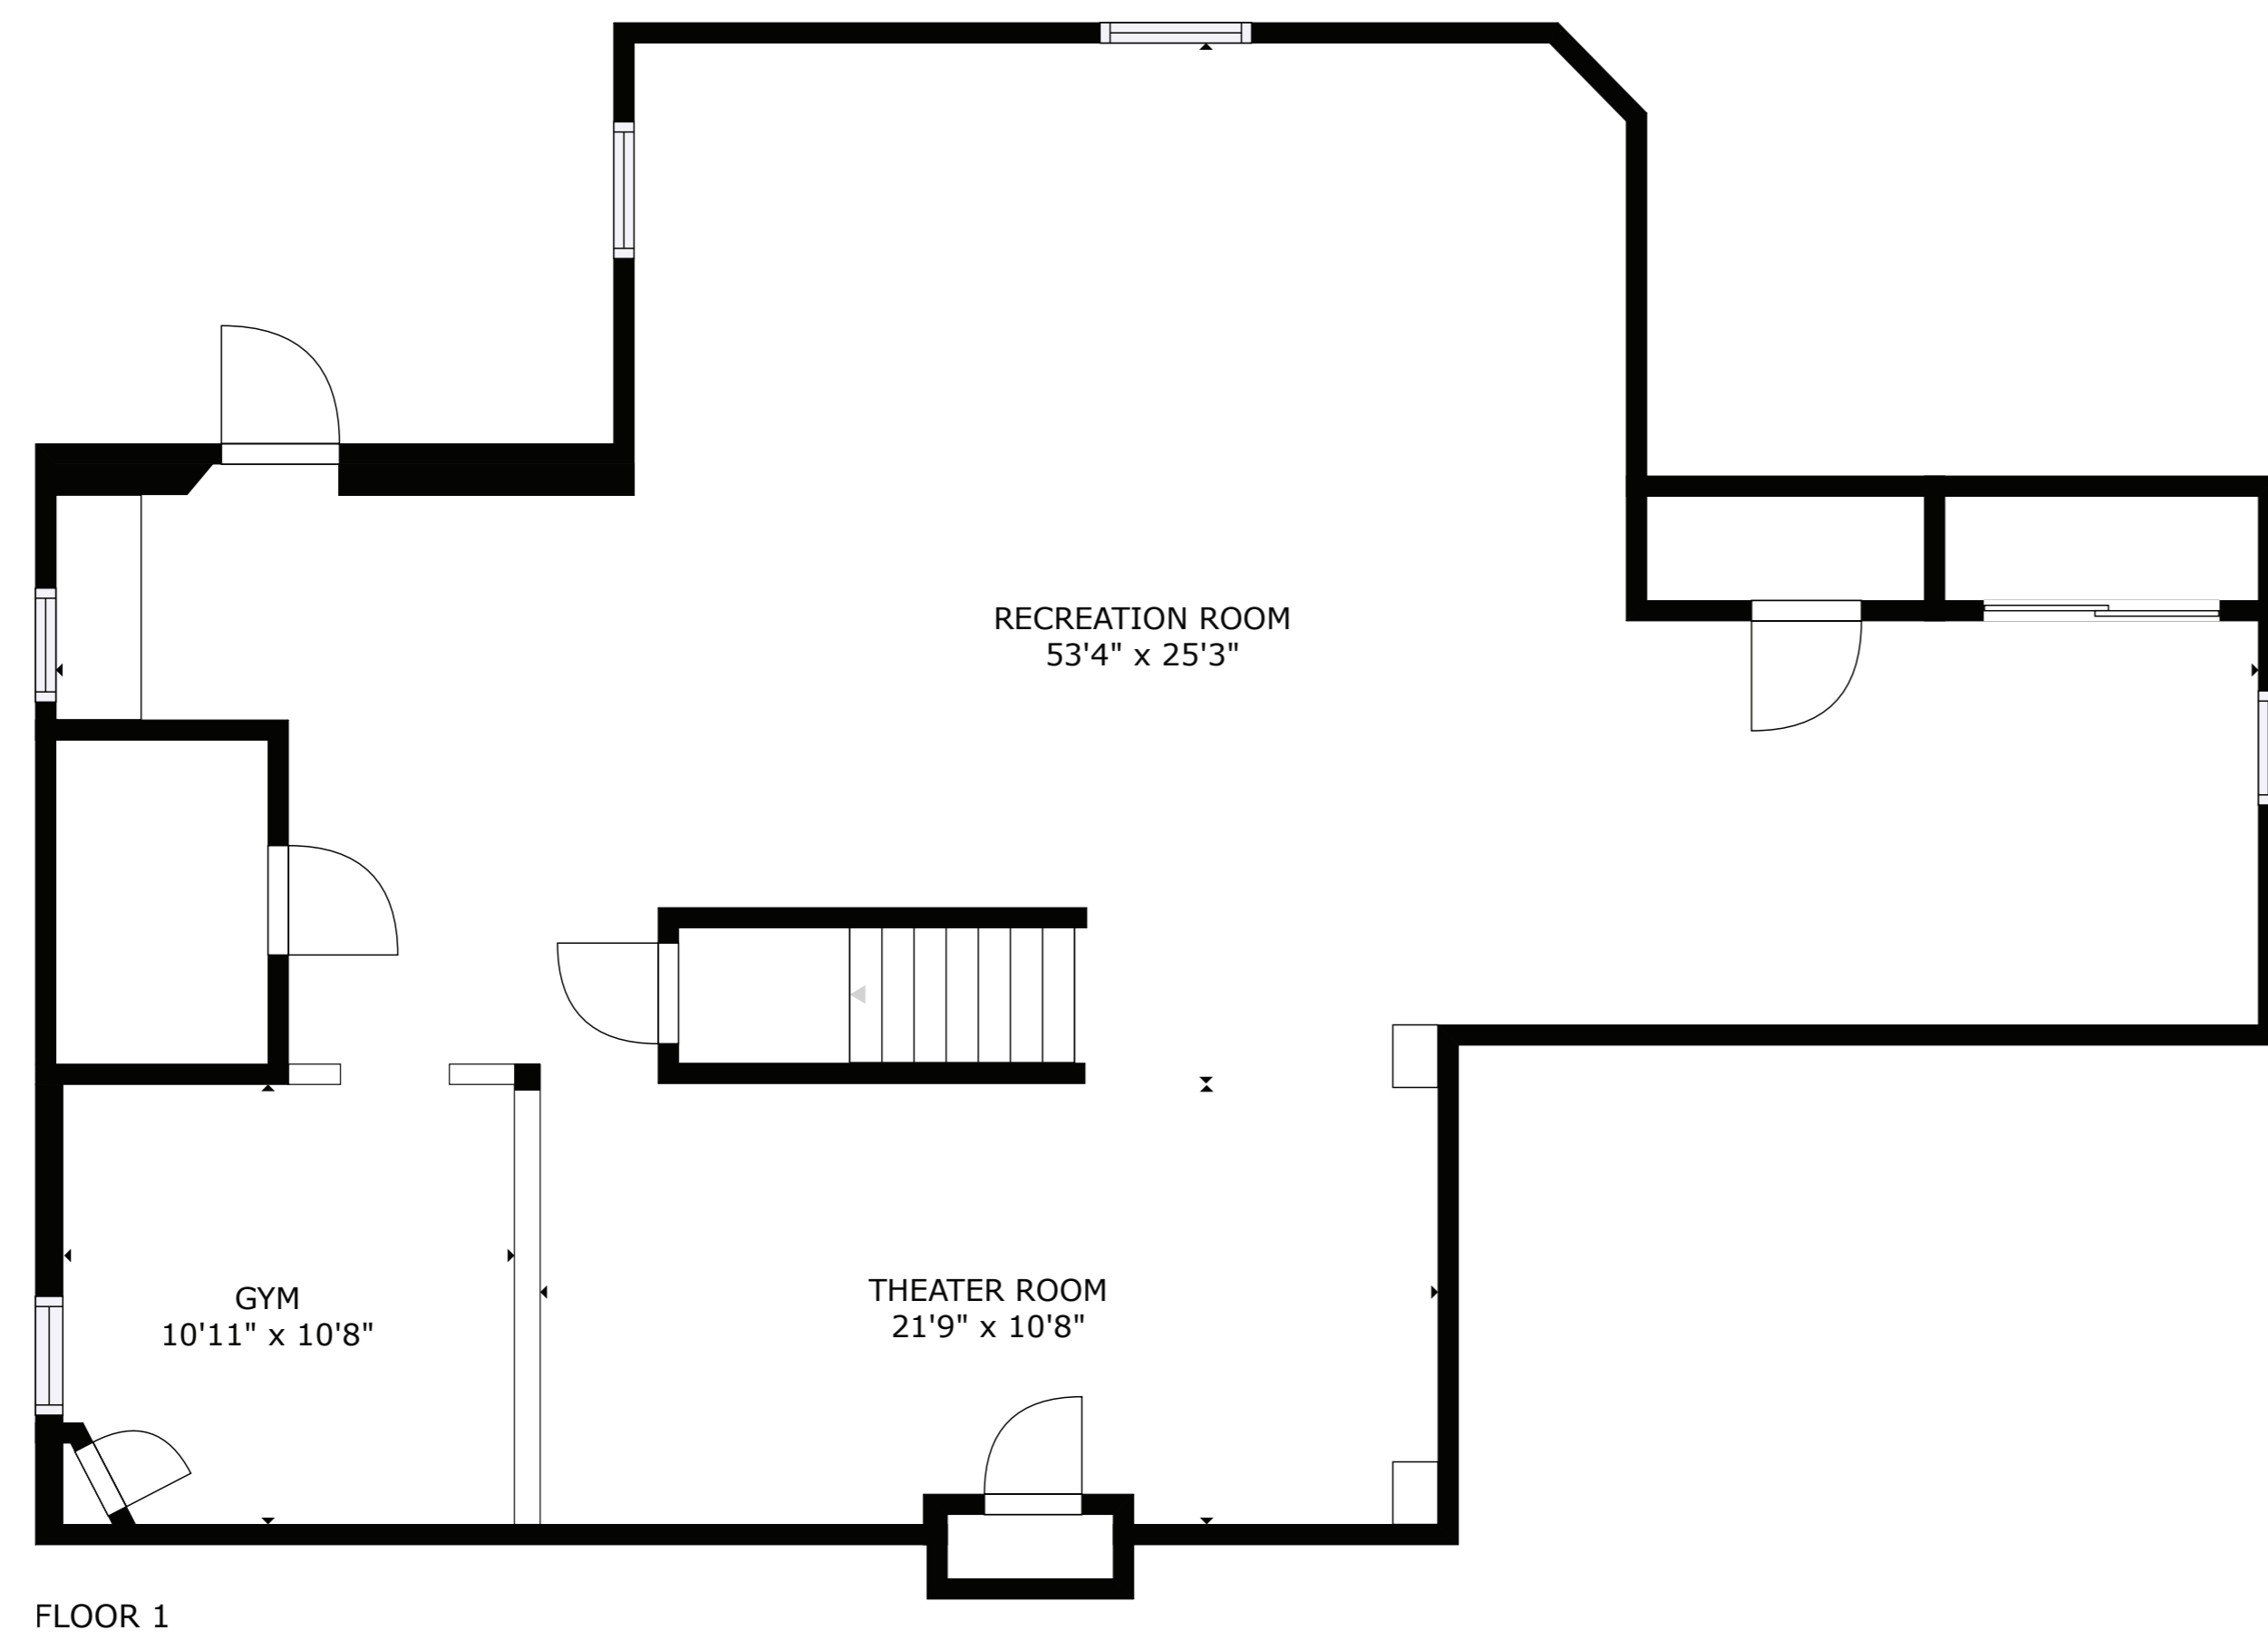 RECREATION ROOM
53'4" x 25'3"
GYM
10'11" x 10'8"
THEATER ROOM
21'9" x 10'8"
FLOOR 1